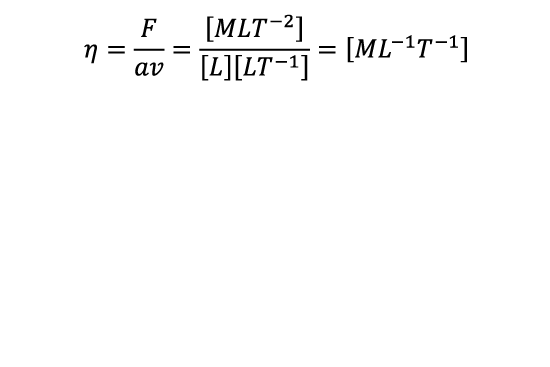 η = F/av = [MLT⁻²]/[L][LT⁻¹] = [ML⁻¹T⁻¹]